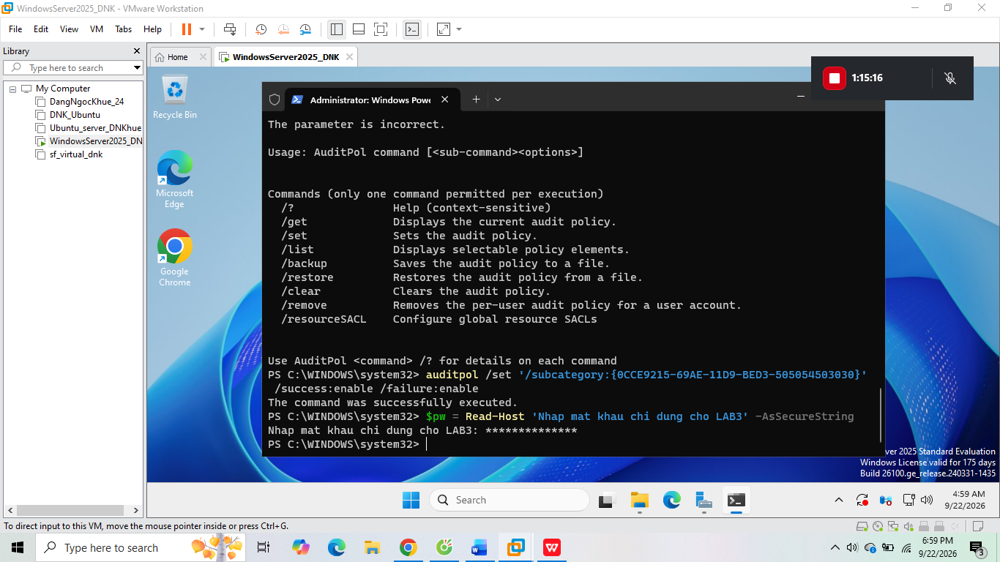 WindowsServer2025_DNK - VMware Workstation
File Edit View VM Tabs Help
Library
Type here to search
My Computer
DangNgocKhue_24
DNK_Ubuntu
Ubuntu_server_DNKhue
WindowsServer2025_DN
sf_virtual_dnk
Home
WindowsServer2025_DNK
1:15:16
Recycle Bin
Microsoft
Edge
Google
Chrome
Administrator: Windows Powe
The parameter is incorrect.
Usage: AuditPol command [<sub-command><options>]
Commands (only one command permitted per execution)
/? Help (context-sensitive)
/get Displays the current audit policy.
/set Sets the audit policy.
/list Displays selectable policy elements.
/backup Saves the audit policy to a file.
/restore Restores the audit policy from a file.
/clear Clears the audit policy.
/remove Removes the per-user audit policy for a user account.
/resourceSACL Configure global resource SACLs
Use AuditPol <command> /? for details on each command
PS C:\WINDOWS\system32> auditpol /set '/subcategory:{0CCE9215-69AE-11D9-BED3-505054503030}'
/success:enable /failure:enable
The command was successfully executed.
PS C:\WINDOWS\system32> $pw = Read-Host 'Nhap mat khau chi dung cho LAB3' -AsSecureString
Nhap mat khau chi dung cho LAB3: **************
PS C:\WINDOWS\system32>
ver 2025 Standard Evaluation
Windows License valid for 175 days
Build 26100.ge_release.240331-1435
Search
4:59 AM
9/22/2026
To direct input to this VM, move the mouse pointer inside or press Ctrl+G.
Type here to search
6:59 PM
9/22/2026
3